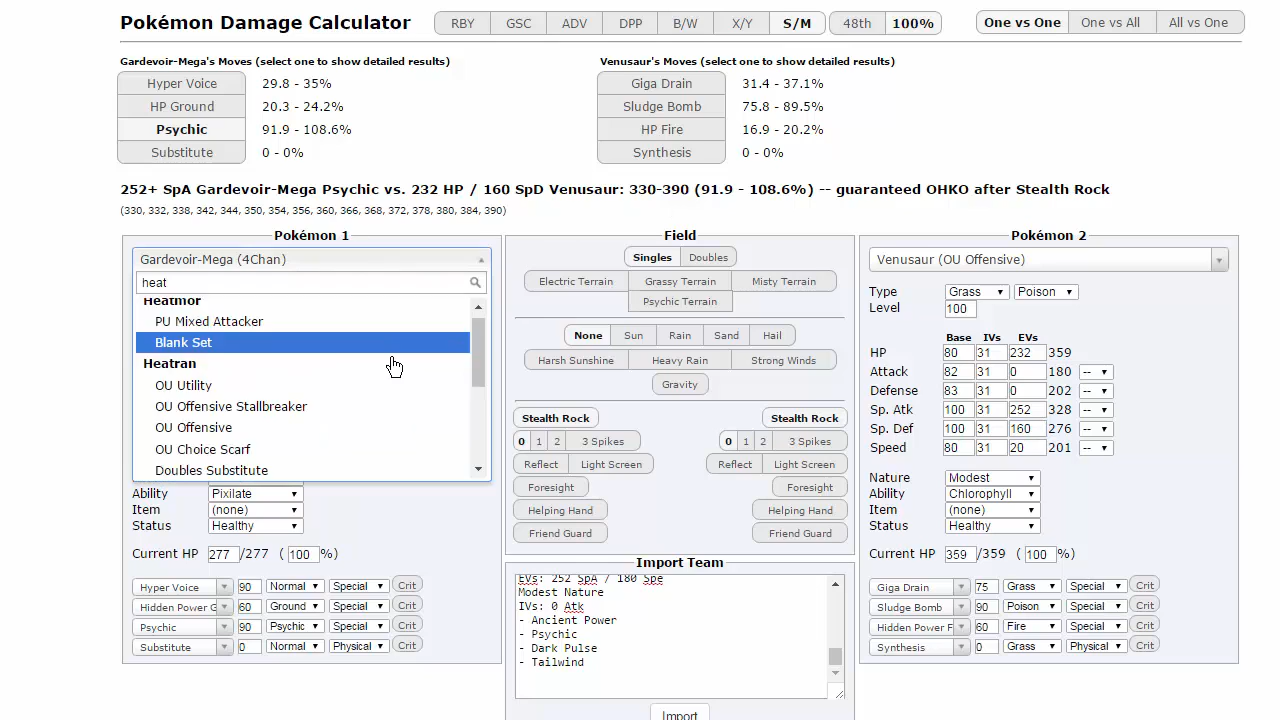 Pokémon Damage Calculator
RBY GSC ADV DPP B/W X/Y S/M 48th 100% One vs One One vs All All vs One
Gardevoir-Mega's Moves (select one to show detailed results)
Hyper Voice 29.8 - 35%
HP Ground 20.3 - 24.2%
Psychic 91.9 - 108.6%
Substitute 0 - 0%
Venusaur's Moves (select one to show detailed results)
Giga Drain 31.4 - 37.1%
Sludge Bomb 75.8 - 89.5%
HP Fire 16.9 - 20.2%
Synthesis 0 - 0%
252+ SpA Gardevoir-Mega Psychic vs. 232 HP / 160 SpD Venusaur: 330-390 (91.9 - 108.6%) -- guaranteed OHKO after Stealth Rock
(330, 332, 338, 342, 344, 350, 354, 356, 360, 366, 368, 372, 378, 380, 384, 390)
Pokémon 1
Gardevoir-Mega (4Chan)
heat
Heatmor
PU Mixed Attacker
Blank Set
Heatran
OU Utility
OU Offensive Stallbreaker
OU Offensive
OU Choice Scarf
Doubles Substitute
Ability Pixilate
Item (none)
Status Healthy
Current HP 277 /277 ( 100 %)
Hyper Voice 90 Normal Special Crit
Hidden Power G 60 Ground Special Crit
Psychic 90 Psychic Special Crit
Substitute 0 Normal Physical Crit
Field
Singles Doubles
Electric Terrain Grassy Terrain Misty Terrain
Psychic Terrain
None Sun Rain Sand Hail
Harsh Sunshine Heavy Rain Strong Winds
Gravity
Stealth Rock Stealth Rock
0 1 2 3 Spikes 0 1 2 3 Spikes
Reflect Light Screen Reflect Light Screen
Foresight Foresight
Helping Hand Helping Hand
Friend Guard Friend Guard
Import Team
EVs: 252 SpA / 180 Spe
Modest Nature
IVs: 0 Atk
- Ancient Power
- Psychic
- Dark Pulse
- Tailwind
Import
Pokémon 2
Venusaur (OU Offensive)
Type Grass Poison
Level 100
Base IVs EVs
HP 80 31 232 359
Attack 82 31 0 180 --
Defense 83 31 0 202 --
Sp. Atk 100 31 252 328 --
Sp. Def 100 31 160 276 --
Speed 80 31 20 201 --
Nature Modest
Ability Chlorophyll
Item (none)
Status Healthy
Current HP 359 /359 ( 100 %)
Giga Drain 75 Grass Special Crit
Sludge Bomb 90 Poison Special Crit
Hidden Power F 60 Fire Special Crit
Synthesis 0 Grass Physical Crit